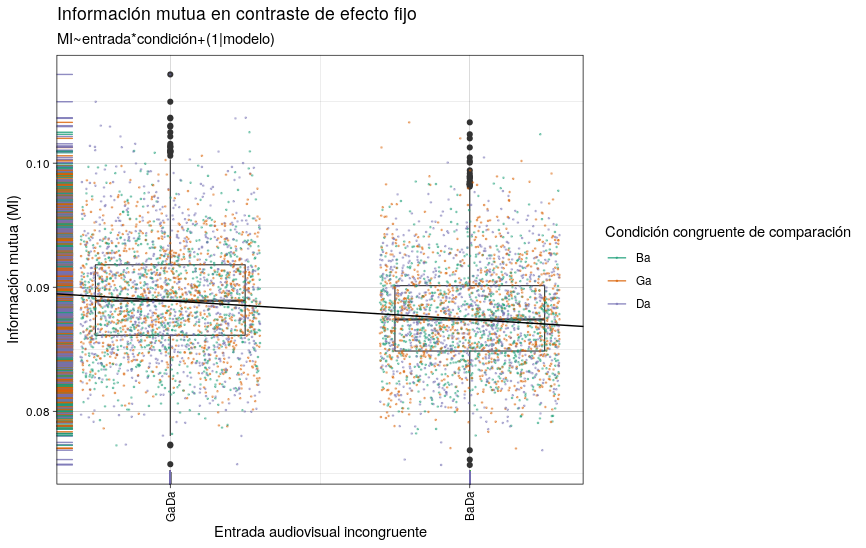 Información mutua en contraste de efecto fijo
MI~entrada*condición+(1|modelo)
Información mutua (MI)
0.10
0.09
0.08
GaDa
BaDa
Entrada audiovisual incongruente
Condición congruente de comparación
Ba
Ga
Da